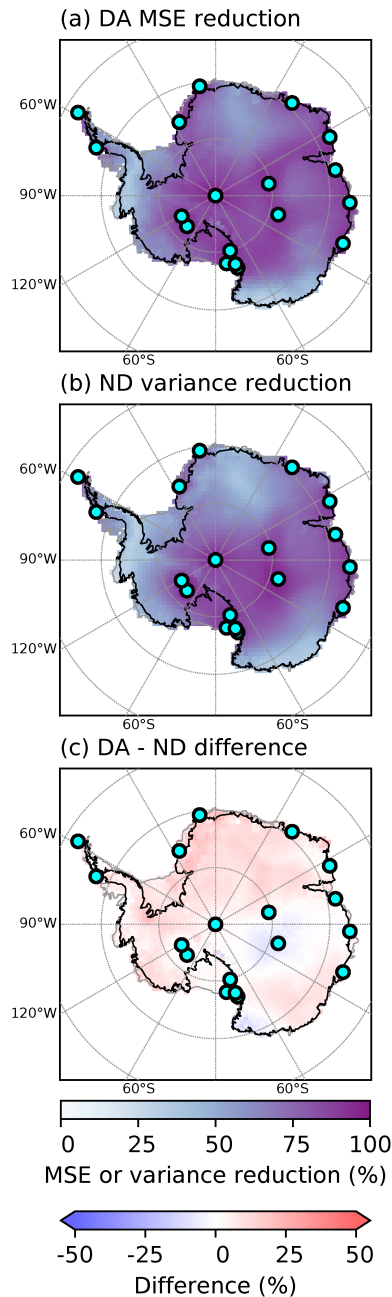 (a) DA MSE reduction
60°W
90°W
120°W
60°S 60°S
(b) ND variance reduction
60°W
90°W
120°W
60°S 60°S
(c) DA - ND difference
60°W
90°W
120°W
60°S 60°S
0 25 50 75 100
MSE or variance reduction (%)
-50 -25 0 25 50
Difference (%)